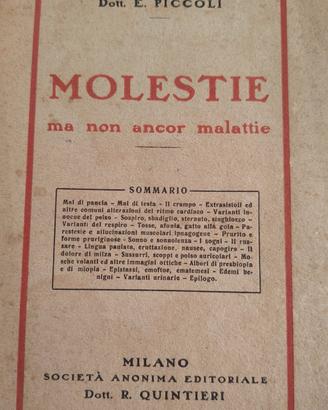 Dott. E. PICCOLI
MOLESTIE
ma non ancor malattie
SOMMARIO
Mal di pancia - Mal di testa - Il crampo - Extrasistoli ed
altre comuni alterazioni del ritmo cardiaco - Varianti in-
nocue del polso - Sospiro, sbadiglio, sternuto, singhiozzo -
Varianti del respiro - Tosse, afonia, gatto alla gola - Pa-
restesie e allucinazioni muscolari ipnagogene - Prurito e
forme pruriginose - Sonno e sonnolenza - I sogni - Il rus-
sare - Lingua paniata, eruttazione, nausea, capogiro - Il
dolore di milza - Sussurri, scoppi e polso auricolari - Mo-
sche volanti ed altre immagini ottiche - Albori di presbiopia
e di miopia - Epistassi, emoftoe, ematemesi - Edemi be-
nigni - Varianti urinarie - Epilogo.
MILANO
SOCIETÀ ANONIMA EDITORIALE
Dott. R. QUINTIERI